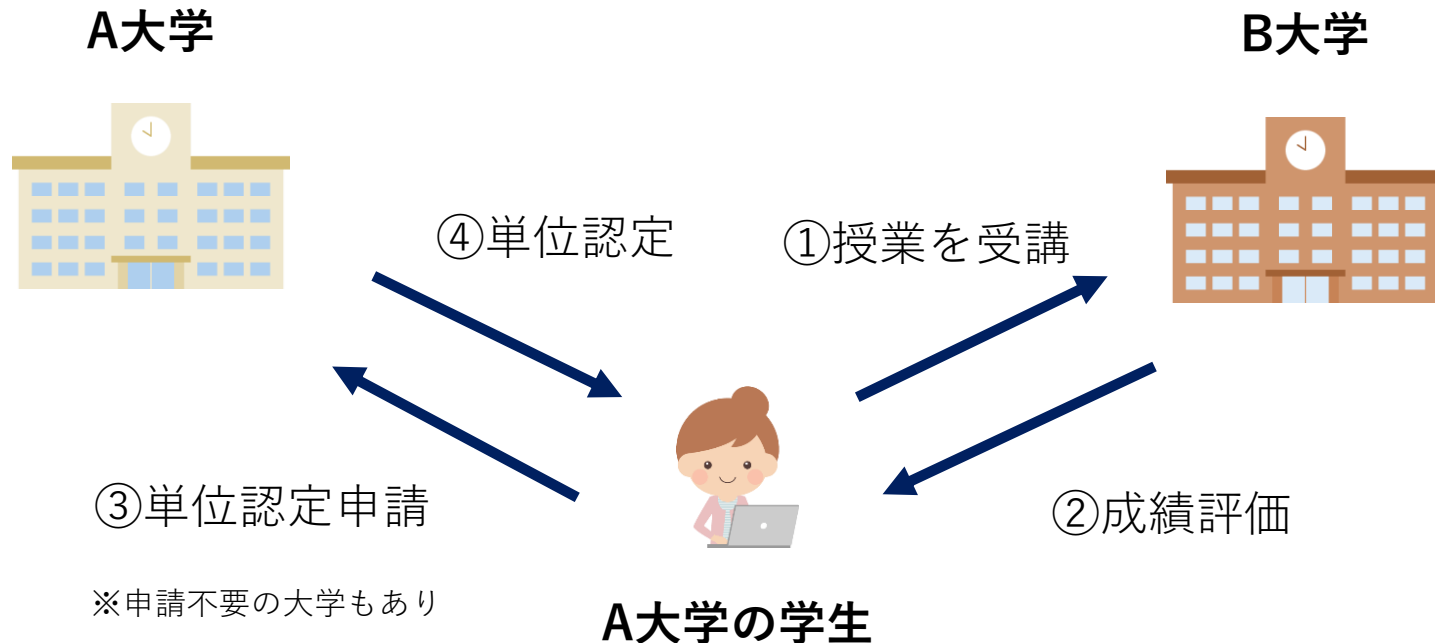 A大学
B大学
④単位認定
①授業を受講
③単位認定申請
②成績評価
※申請不要の大学もあり
A大学の学生